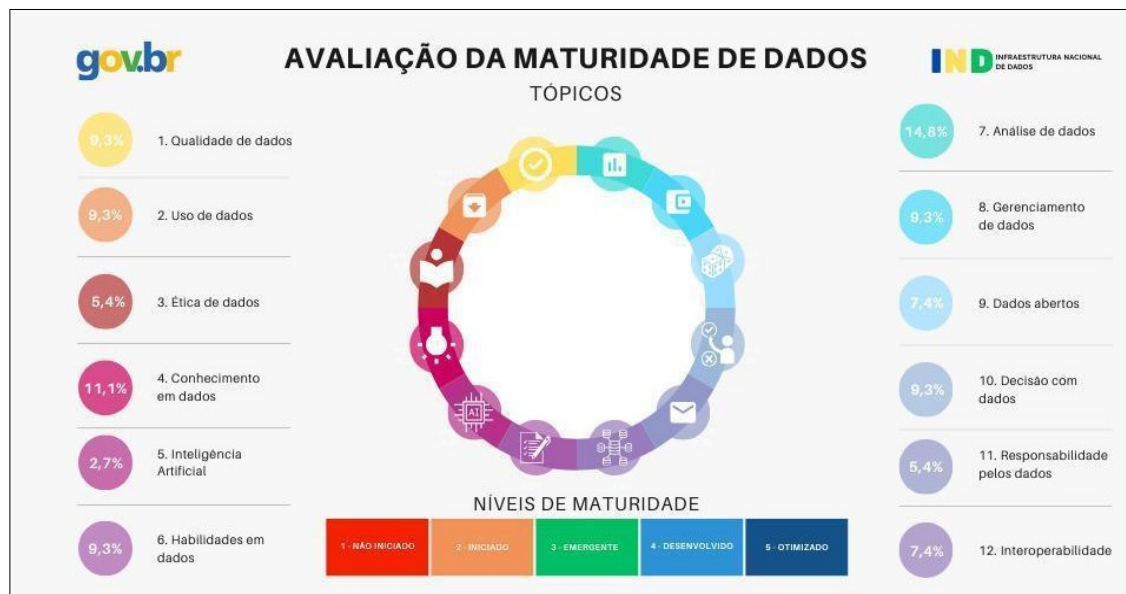 gov.br
AVALIAÇÃO DA MATURIDADE DE DADOS
IND INFRAESTRUTURA NACIONAL
DE DADOS
TÓPICOS
9,3% 1. Qualidade de dados
9,3% 2. Uso de dados
5,4% 3. Ética de dados
11,1% 4. Conhecimento
em dados
2,7% 5. Inteligência
Artificial
9,3% 6. Habilidades em
dados
AI
14,8% 7. Análise de dados
9,3% 8. Gerenciamento
de dados
7,4% 9. Dados abertos
9,3% 10. Decisão com
dados
5,4% 11. Responsabilidade
pelos dados
7,4% 12. Interoperabilidade
NÍVEIS DE MATURIDADE
1 - NÃO INICIADO
2 - INICIADO
3 - EMERGENTE
4 - DESENVOLVIDO
5 - OTIMIZADO